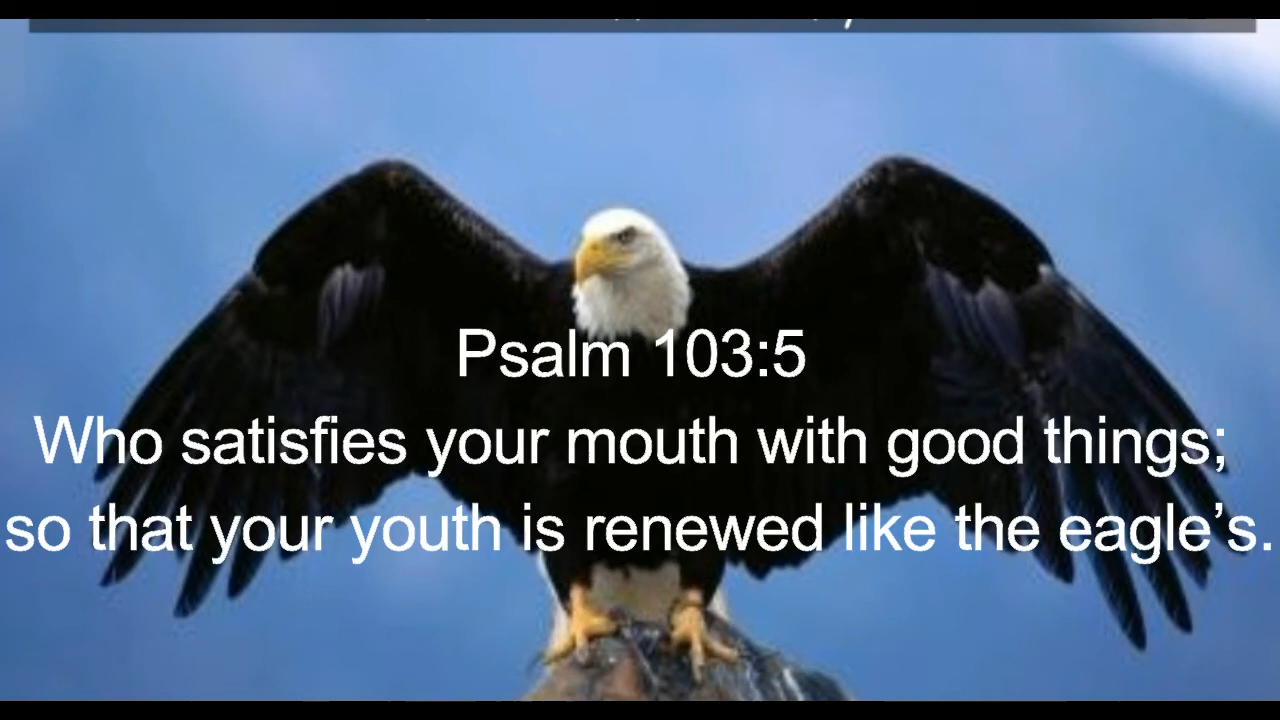 Psalm 103:5
Who satisfies your mouth with good things;
so that your youth is renewed like the eagle’s.